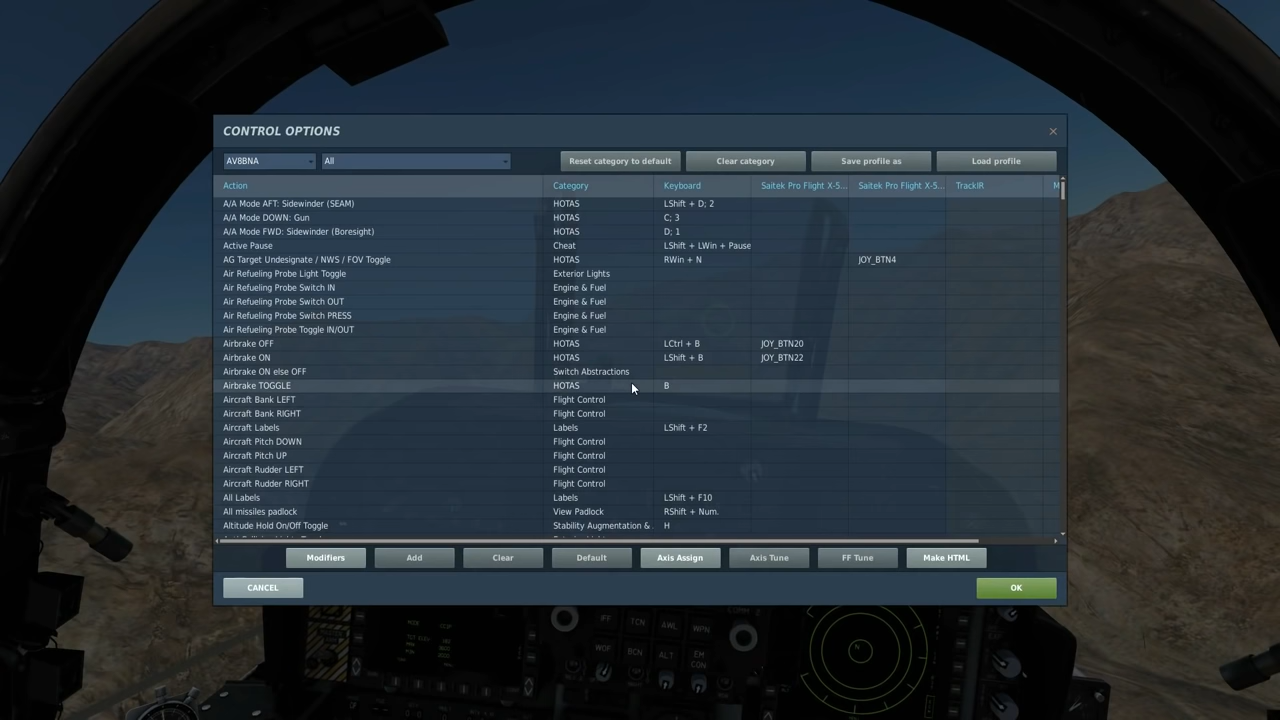 CONTROL OPTIONS
AV8BNA All Reset category to default Clear category Save profile as Load profile
Action Category Keyboard Saitek Pro Flight X-5... Saitek Pro Flight X-5... TrackIR M
A/A Mode AFT: Sidewinder (SEAM) HOTAS LShift + D; 2
A/A Mode DOWN: Gun HOTAS C; 3
A/A Mode FWD: Sidewinder (Boresight) HOTAS D; 1
Active Pause Cheat LShift + LWin + Pause
AG Target Undesignate / NWS / FOV Toggle HOTAS RWin + N JOY_BTN4
Air Refueling Probe Light Toggle Exterior Lights
Air Refueling Probe Switch IN Engine & Fuel
Air Refueling Probe Switch OUT Engine & Fuel
Air Refueling Probe Switch PRESS Engine & Fuel
Air Refueling Probe Toggle IN/OUT Engine & Fuel
Airbrake OFF HOTAS LCtrl + B JOY_BTN20
Airbrake ON HOTAS LShift + B JOY_BTN22
Airbrake ON else OFF Switch Abstractions
Airbrake TOGGLE HOTAS B
Aircraft Bank LEFT Flight Control
Aircraft Bank RIGHT Flight Control
Aircraft Labels Labels LShift + F2
Aircraft Pitch DOWN Flight Control
Aircraft Pitch UP Flight Control
Aircraft Rudder LEFT Flight Control
Aircraft Rudder RIGHT Flight Control
All Labels Labels LShift + F10
All missiles padlock View Padlock RShift + Num.
Altitude Hold On/Off Toggle Stability Augmentation & H
Modifiers Add Clear Default Axis Assign Axis Tune FF Tune Make HTML
CANCEL OK
IFF TCN AWL WPN
WOF BCN ALT EM CON
N